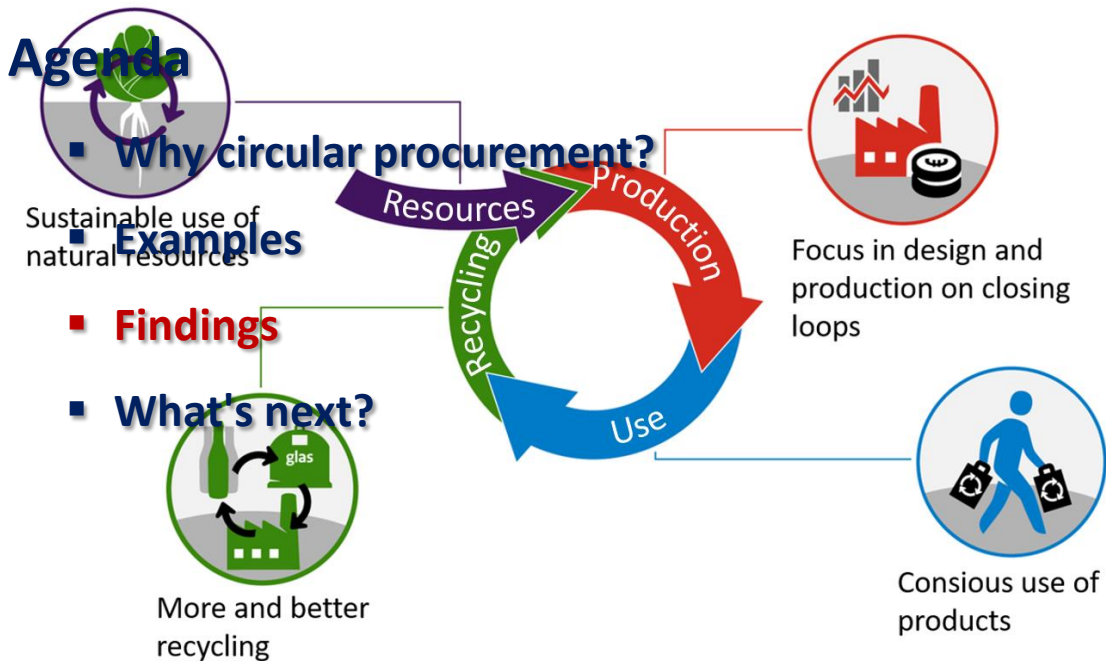 Agenda
Why circular procurement?
Examples
Findings
What's next?
Sustainable use of
natural resources
Resources
Production
Use
Recycling
Focus in design and
production on closing
loops
glas
More and better
recycling
Consious use of
products